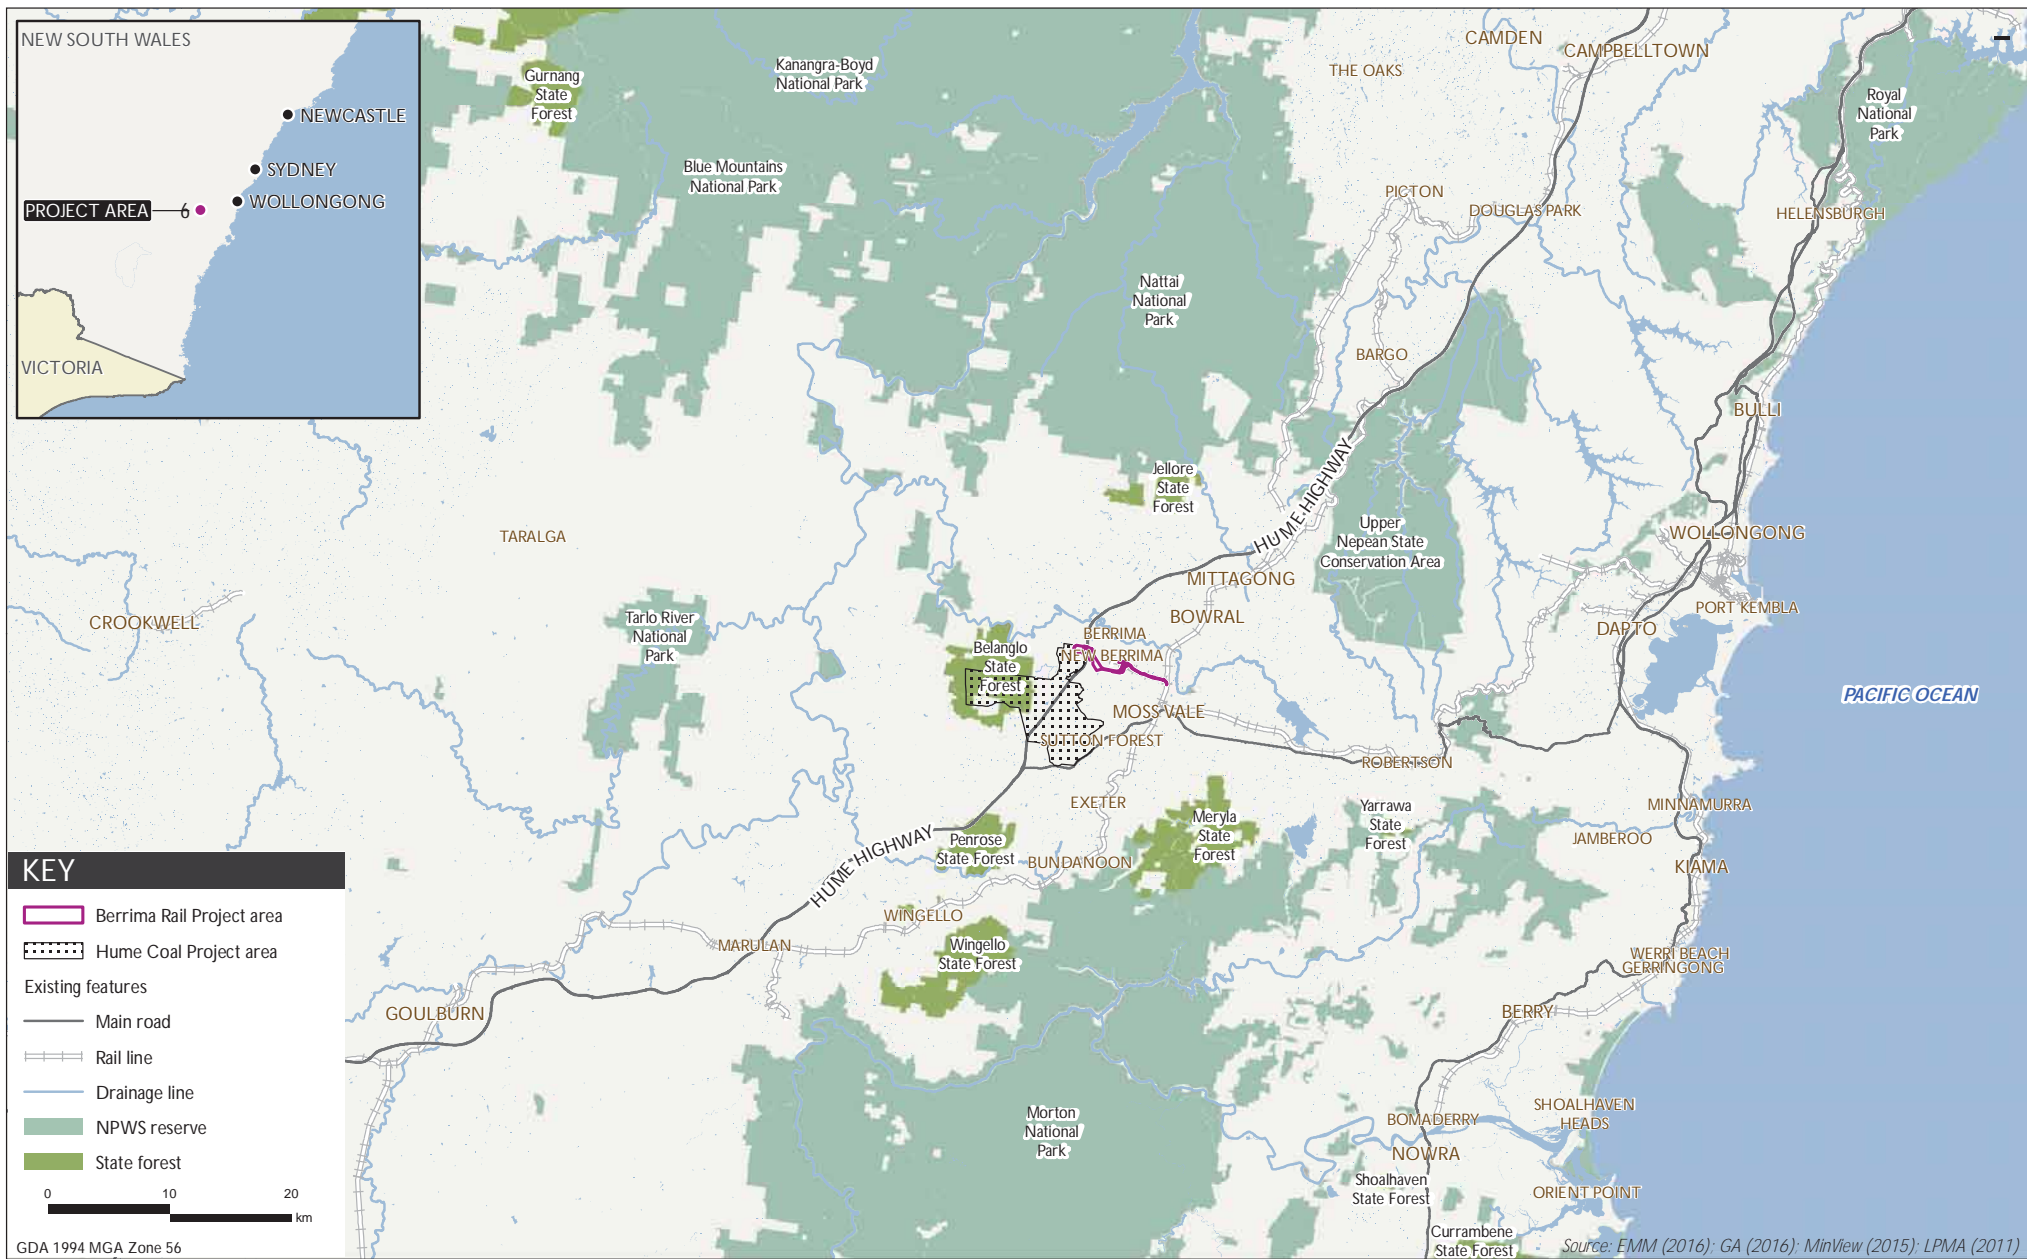 NEW SOUTH WALES
NEWCASTLE
SYDNEY
WOLLONGONG
PROJECT AREA
6
VICTORIA
Gurnang
State
Forest
Kanangra-Boyd
National Park
Blue Mountains
National Park
Nattai
National
Park
CAMDEN
CAMPBELLTOWN
THE OAKS
Royal
National
Park
PICTON
DOUGLAS PARK
HELENSBURGH
BARGO
BULLI
HUME HIGHWAY
Jellore
State
Forest
Upper
Nepean State
Conservation Area
WOLLONGONG
TARALGA
MITTAGONG
BOWRAL
PORT KEMBLA
DAPTO
CROOKWELL
Tarlo River
National
Park
Belanglo
State
Forest
BERRIMA
NEW BERRIMA
MOSS VALE
SUTTON FOREST
ROBERTSON
PACIFIC OCEAN
EXETER
Meryla
State
Forest
Yarrawa
State
Forest
MINNAMURRA
JAMBEROO
KIAMA
HUME HIGHWAY
Penrose
State Forest
BUNDANOON
WINGELLO
Wingello
State Forest
MARULAN
GOULBURN
WERRI BEACH
GERRINGONG
BERRY
Morton
National
Park
BOMADERRY
SHOALHAVEN
HEADS
NOWRA
Shoalhaven
State Forest
ORIENT POINT
Currambene
State Forest
KEY
Berrima Rail Project area
Hume Coal Project area
Existing features
Main road
Rail line
Drainage line
NPWS reserve
State forest
0 10 20
km
GDA 1994 MGA Zone 56
Source: EMM (2016); GA (2016); MinView (2015); LPMA (2011)